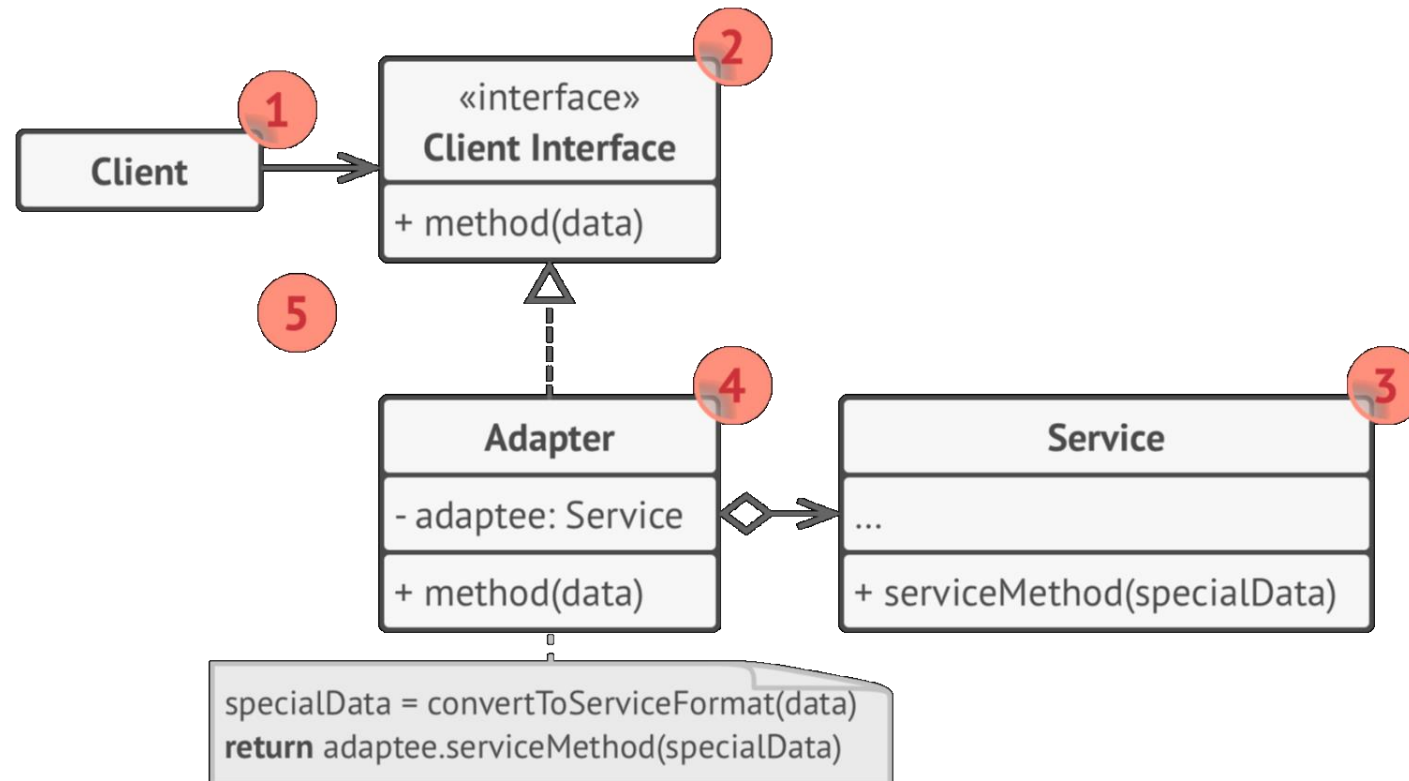 1
Client
2
«interface»
Client Interface
+ method(data)
5
4
Adapter
- adaptee: Service
+ method(data)
3
Service
...
+ serviceMethod(specialData)
specialData = convertToServiceFormat(data)
return adaptee.serviceMethod(specialData)